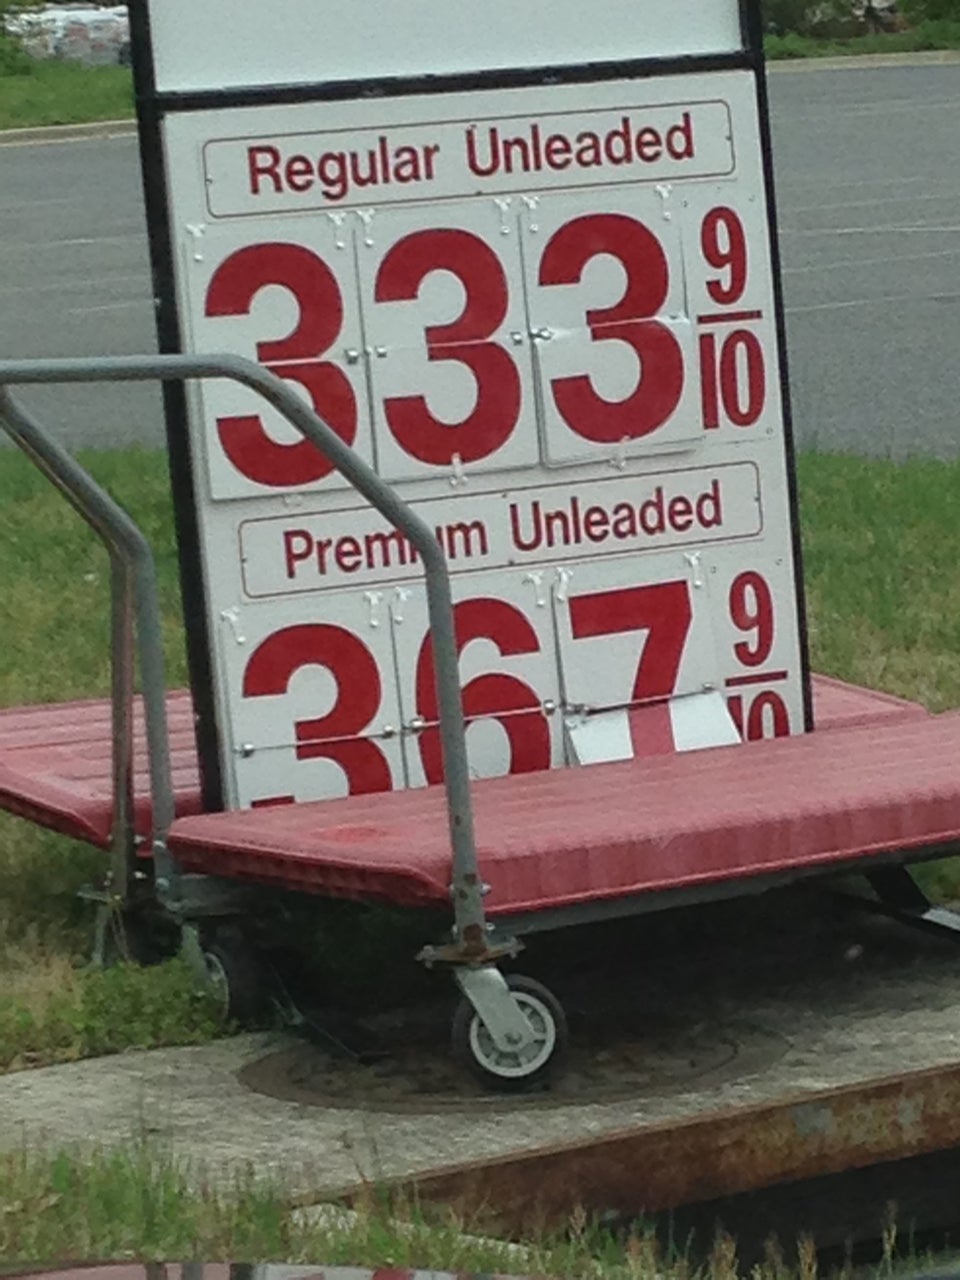 Regular Unleaded
333 9/10
Premium Unleaded
367 9/10